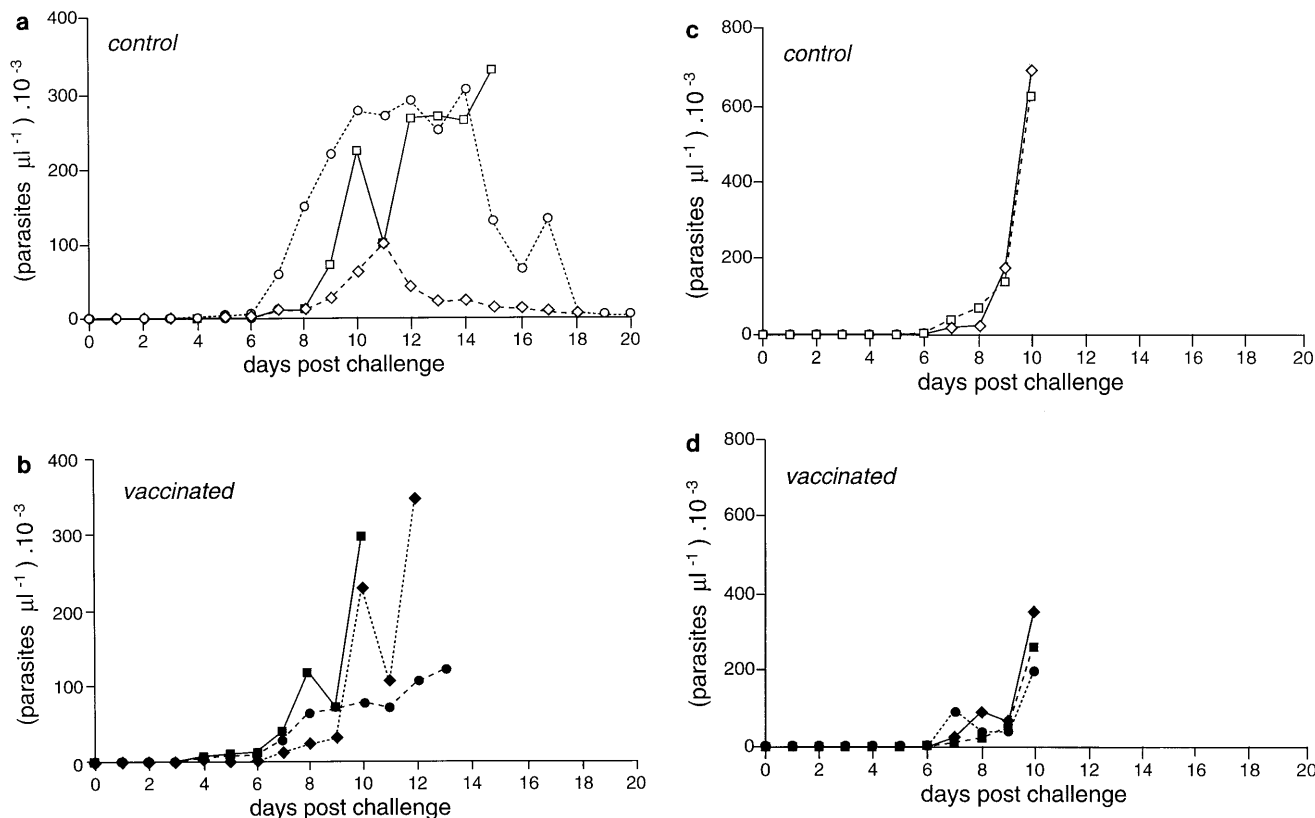 a
control
400
300
200
100
0
(parasites µl -1 ) .10 -3
0 2 4 6 8 10 12 14 16 18 20
days post challenge
c
control
800
600
400
200
0
(parasites µl -1 ) .10 -3
0 2 4 6 8 10 12 14 16 18 20
days post challenge
b
vaccinated
400
300
200
100
0
(parasites µl -1 ) .10 -3
0 2 4 6 8 10 12 14 16 18 20
days post challenge
d
vaccinated
800
600
400
200
0
(parasites µl -1 ) .10 -3
0 2 4 6 8 10 12 14 16 18 20
days post challenge